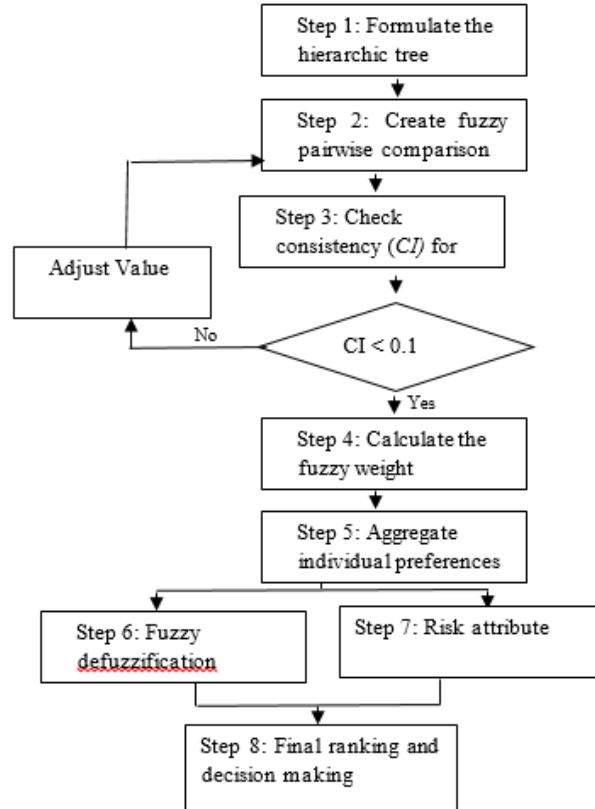 Step 1: Formulate the
hierarchic tree
Step 2: Create fuzzy
pairwise comparison
Step 3: Check
consistency (CI) for
Adjust Value
No
CI < 0.1
Yes
Step 4: Calculate the
fuzzy weight
Step 5: Aggregate
individual preferences
Step 6: Fuzzy
defuzzification
Step 7: Risk attribute
Step 8: Final ranking and
decision making